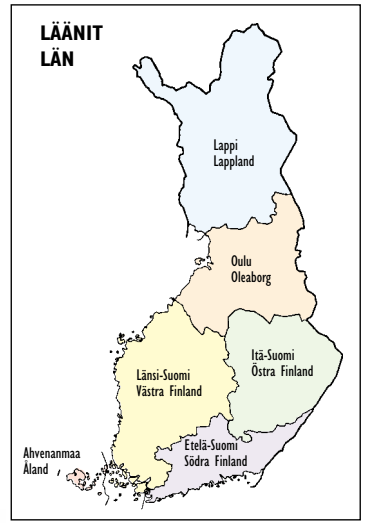 LÄÄNIT
LÄN
Lappi
Lappland
Oulu
Oleaborg
Itä-Suomi
Östra Finland
Länsi-Suomi
Västra Finland
Etelä-Suomi
Södra Finland
Ahvenanmaa
Åland